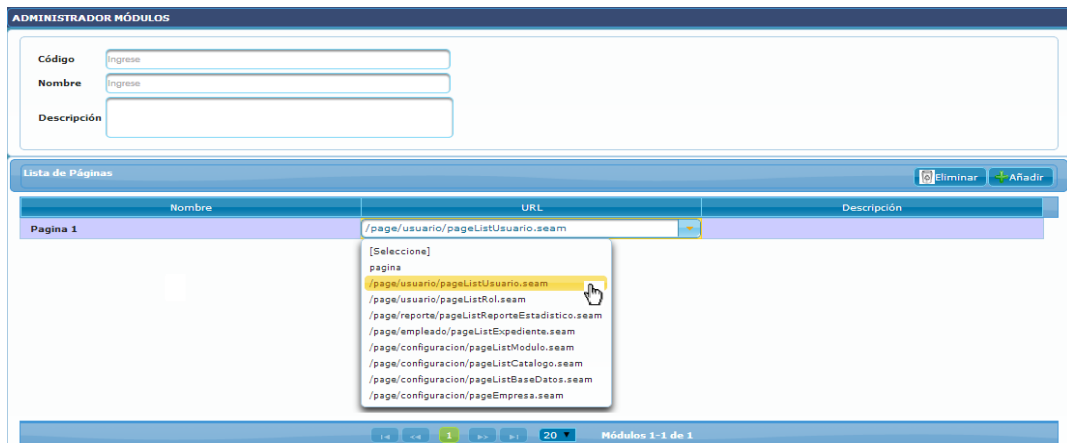 ADMINISTRADOR MÓDULOS
Código Ingrese
Nombre Ingrese
Descripción
Lista de Páginas Eliminar Añadir
Nombre URL Descripción
Pagina 1 /page/usuario/pageListUsuario.seam
[Seleccione]
pagina
/page/usuario/pageListUsuario.seam
/page/usuario/pageListRol.seam
/page/reporte/pageListReporteEstadistico.seam
/page/empleado/pageListExpediente.seam
/page/configuracion/pageListModulo.seam
/page/configuracion/pageListCatalogo.seam
/page/configuracion/pageListBaseDatos.seam
/page/configuracion/pageEmpresa.seam
1 20 Módulos 1-1 de 1